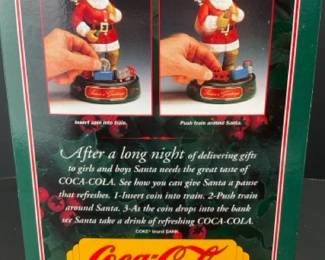 Season's Greetings
Insert coin into train.
Push train around Santa.
After a long night of delivering gifts
to girls and boys Santa needs the great taste of
COCA-COLA. See how you can give Santa a pause
that refreshes. 1-Insert coin into train. 2-Push train
around Santa. 3-As the coin drops into the bank
see Santa take a drink of refreshing COCA-COLA.
COKE brand BANK
Coca-Cola